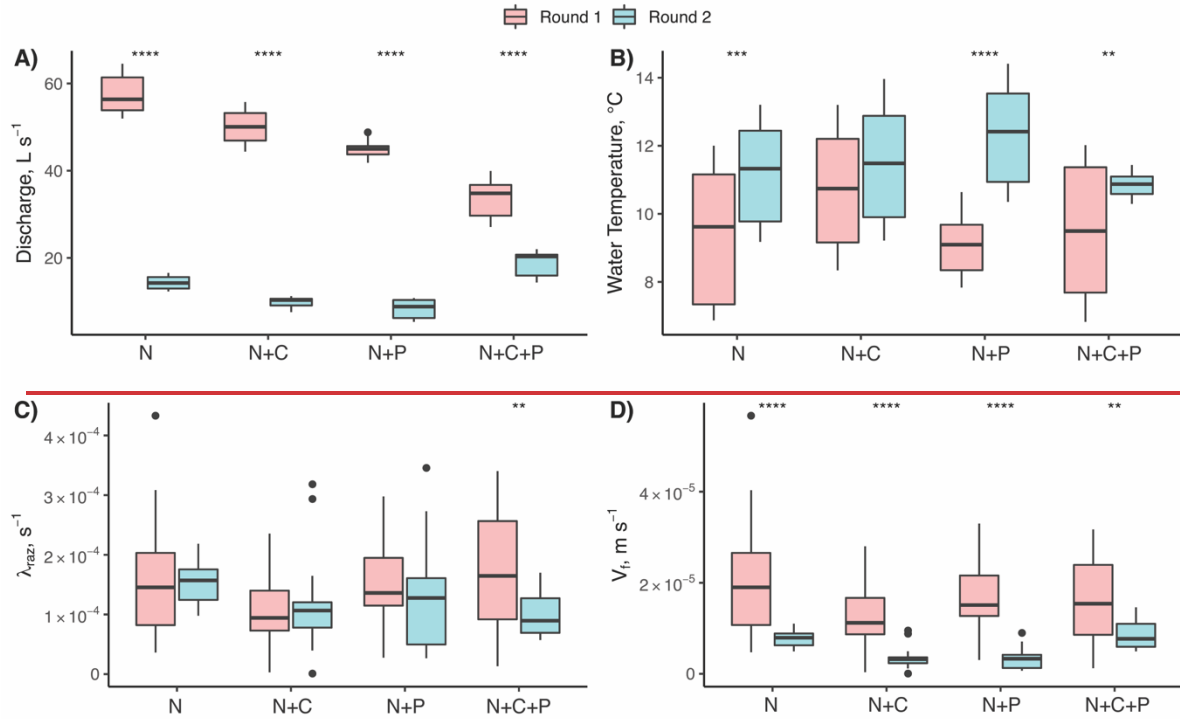 Round 1 Round 2
A)
**** **** **** ****
Discharge, L s⁻¹
60
40
20
N N+C N+P N+C+P
B)
*** **** **
Water Temperature, °C
14
12
10
8
N N+C N+P N+C+P
C)
**
λraz, s⁻¹
4 × 10⁻⁴
3 × 10⁻⁴
2 × 10⁻⁴
1 × 10⁻⁴
0
N N+C N+P N+C+P
D)
**** **** **** **
Vf, m s⁻¹
4 × 10⁻⁵
2 × 10⁻⁵
0
N N+C N+P N+C+P